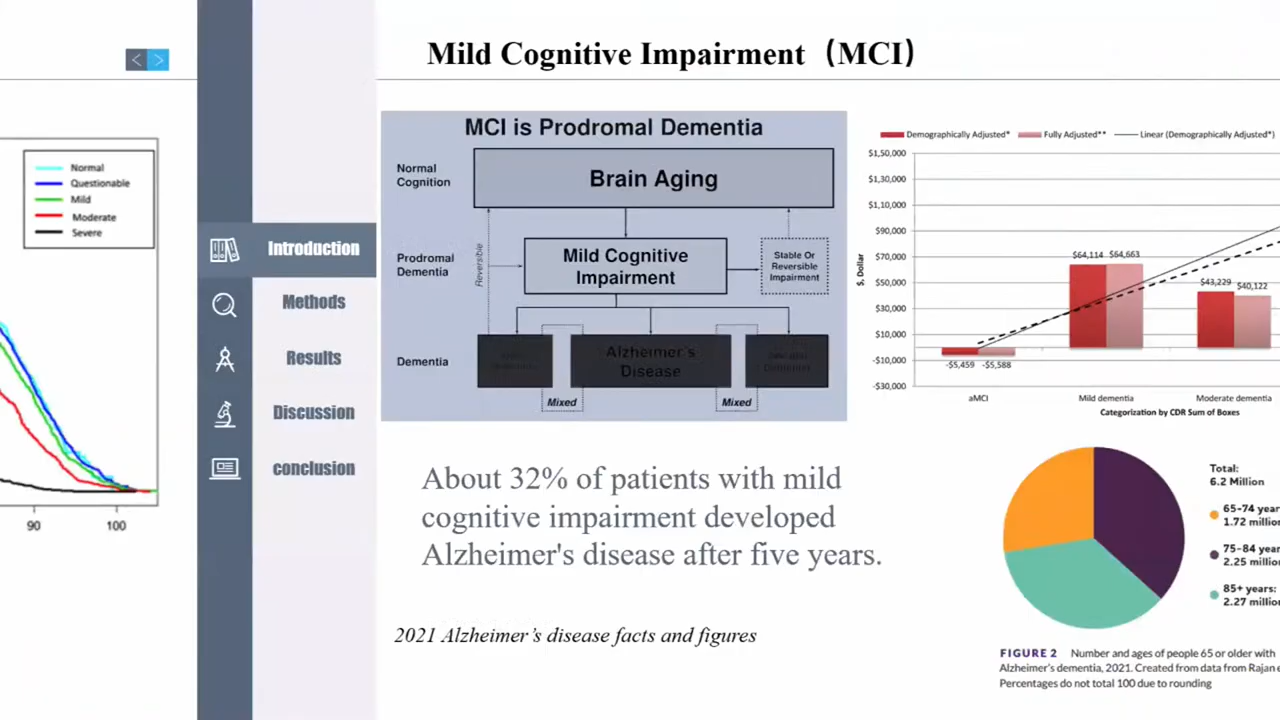 Mild Cognitive Impairment（MCI）
Normal
Questionable
Mild
Moderate
Severe
90
100
Introduction
Methods
Results
Discussion
conclusion
MCI is Prodromal Dementia
Normal
Cognition
Brain Aging
Reversible
Prodromal
Dementia
Mild Cognitive
Impairment
Stable Or
Reversible
Impairment
Dementia
Alzheimer's
Disease
Mixed
Mixed
About 32% of patients with mild
cognitive impairment developed
Alzheimer's disease after five years.
2021 Alzheimer's disease facts and figures
Demographically Adjusted*
Fully Adjusted**
Linear (Demographically Adjusted*)
$, Dollar
$1,50,000
$1,30,000
$1,10,000
$90,000
$70,000
$50,000
$30,000
$10,000
-$10,000
-$30,000
-$5,459
-$5,588
$64,114
$64,663
$43,229
$40,122
aMCI
Mild dementia
Moderate dementia
Categorization by CDR Sum of Boxes
Total:
6.2 Million
65-74 year
1.72 million
75-84 year
2.25 million
85+ years:
2.27 million
FIGURE 2 Number and ages of people 65 or older with
Alzheimer's dementia, 2021. Created from data from Rajan e
Percentages do not total 100 due to rounding